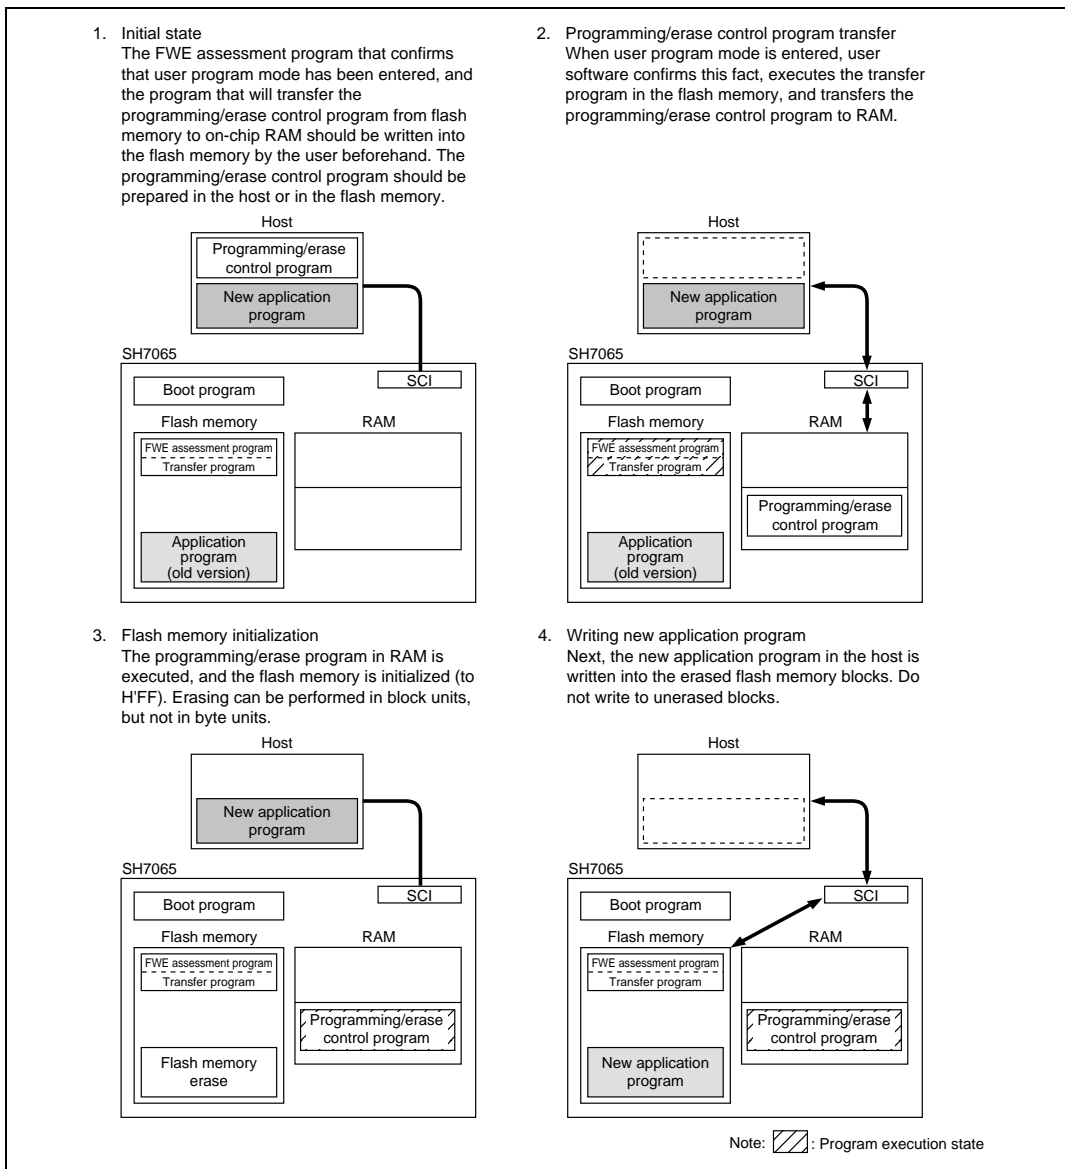 1. Initial state
The FWE assessment program that confirms
that user program mode has been entered, and
the program that will transfer the
programming/erase control program from flash
memory to on-chip RAM should be written into
the flash memory by the user beforehand. The
programming/erase control program should be
prepared in the host or in the flash memory.
Host
Programming/erase
control program
New application
program
SH7065
SCI
Boot program
Flash memory
RAM
FWE assessment program
Transfer program
Application
program
(old version)
2. Programming/erase control program transfer
When user program mode is entered, user
software confirms this fact, executes the transfer
program in the flash memory, and transfers the
programming/erase control program to RAM.
Host
New application
program
SH7065
SCI
Boot program
Flash memory
RAM
FWE assessment program
Transfer program
Programming/erase
control program
Application
program
(old version)
3. Flash memory initialization
The programming/erase program in RAM is
executed, and the flash memory is initialized (to
H'FF). Erasing can be performed in block units,
but not in byte units.
Host
New application
program
SH7065
SCI
Boot program
Flash memory
RAM
FWE assessment program
Transfer program
Programming/erase
control program
Flash memory
erase
4. Writing new application program
Next, the new application program in the host is
written into the erased flash memory blocks. Do
not write to unerased blocks.
Host
SH7065
SCI
Boot program
Flash memory
RAM
FWE assessment program
Transfer program
Programming/erase
control program
New application
program
Note: : Program execution state